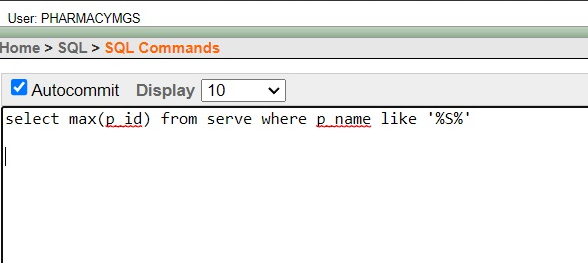 User: PHARMACYMGS
Home > SQL > SQL Commands
Autocommit Display 10
select max(p_id) from serve where p_name like '%S%'